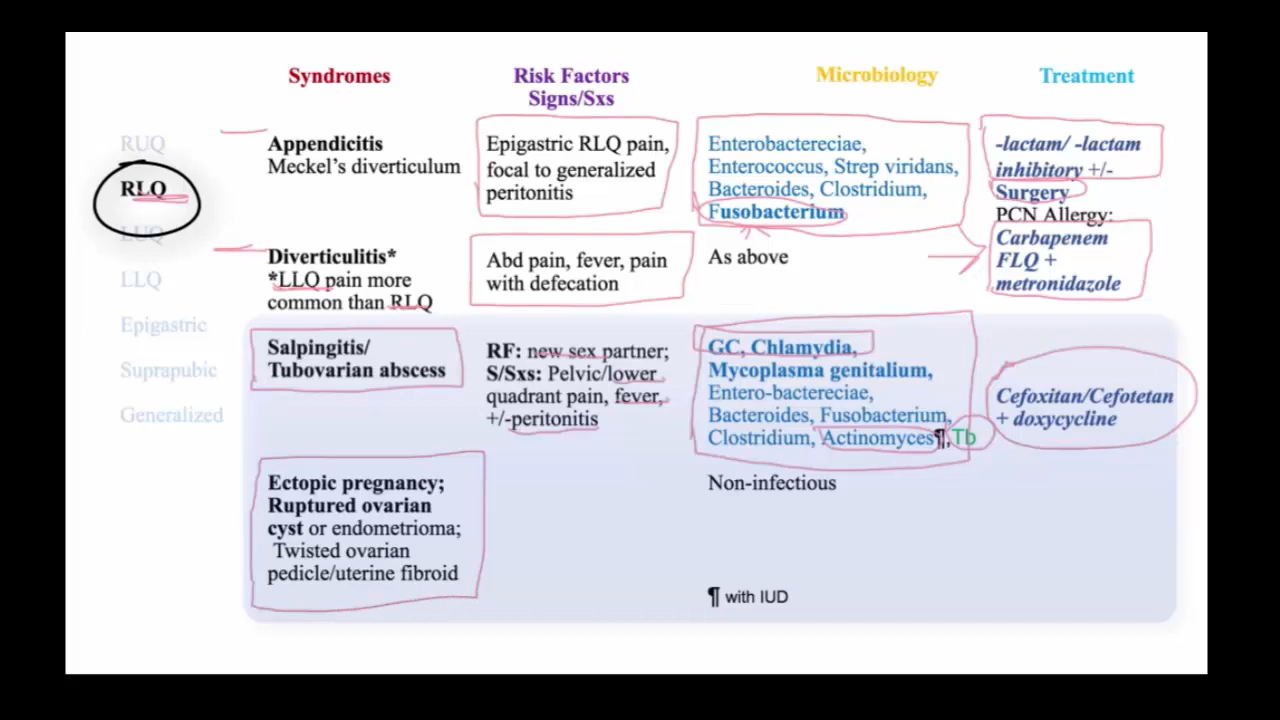 Syndromes
Risk Factors
Signs/Sxs
Microbiology
Treatment
RUQ
RLQ
LUQ
LLQ
Epigastric
Suprapubic
Generalized
Appendicitis
Meckel's diverticulum
Epigastric RLQ pain,
focal to generalized
peritonitis
Enterobactereciae,
Enterococcus, Strep viridans,
Bacteroides, Clostridium,
Fusobacterium
-lactam/ -lactam
inhibitory +/-
Surgery
PCN Allergy:
Carbapenem
FLQ +
metronidazole
Diverticulitis*
*LLQ pain more
common than RLQ
Abd pain, fever, pain
with defecation
As above
Salpingitis/
Tubovarian abscess
RF: new sex partner;
S/Sxs: Pelvic/lower
quadrant pain, fever,
+/-peritonitis
GC, Chlamydia,
Mycoplasma genitalium,
Entero-bactereciae,
Bacteroides, Fusobacterium,
Clostridium, Actinomyces¶, Tb
Cefoxitan/Cefotetan
+ doxycycline
Ectopic pregnancy;
Ruptured ovarian
cyst or endometrioma;
Twisted ovarian
pedicle/uterine fibroid
Non-infectious
¶ with IUD